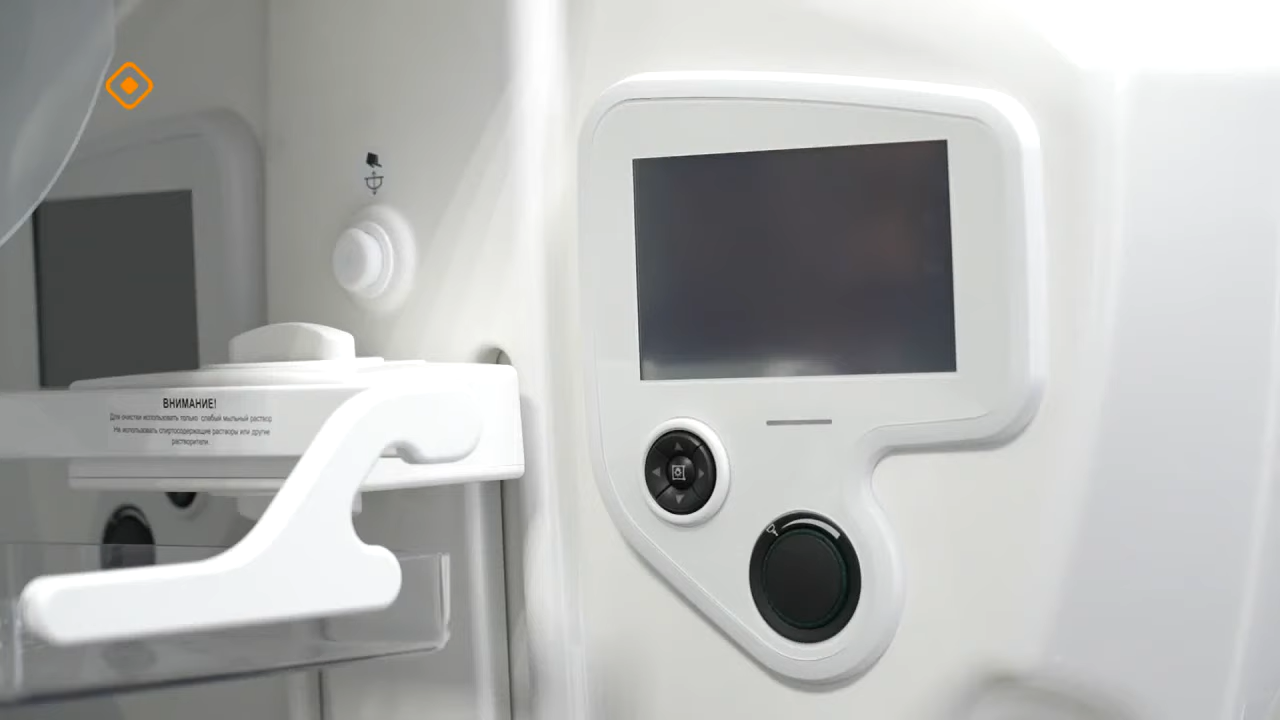 ВНИМАНИЕ!
Для очистки использовать только слабый мыльный раствор
Не использовать спиртосодержащие растворы или другие
растворители.